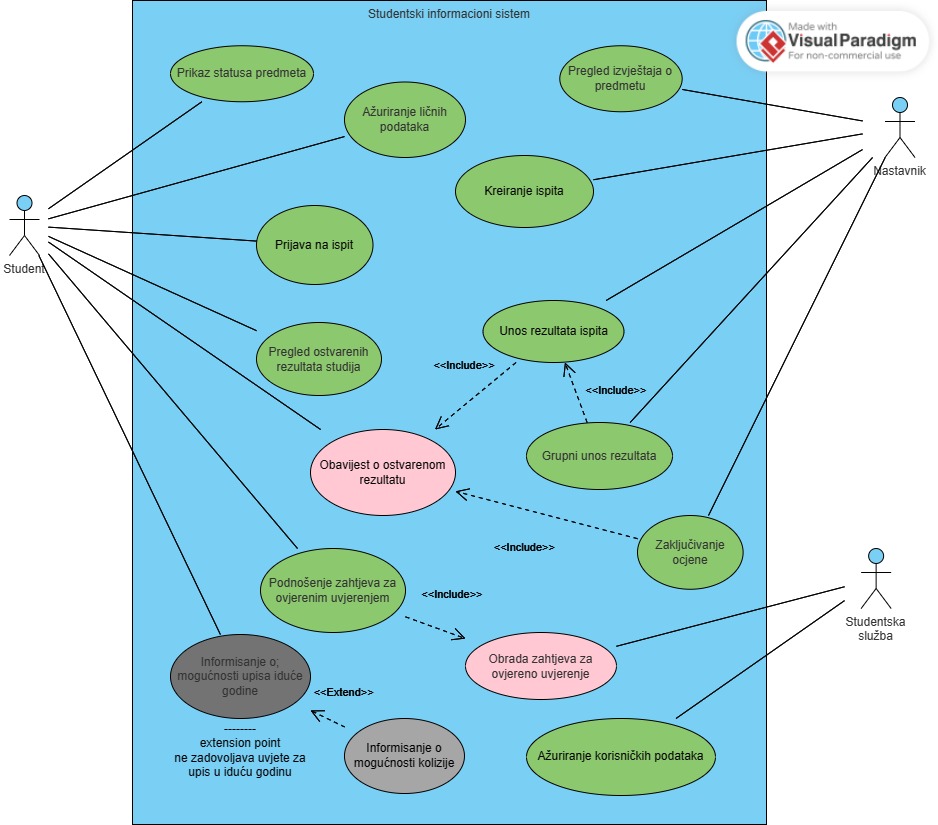 Studentski informacioni sistem
Made with
VisualParadigm
For non-commercial use
Prikaz statusa predmeta
Pregled izvještaja o
predmetu
Ažuriranje ličnih
podataka
Nastavnik
Kreiranje ispita
Student
Prijava na ispit
Unos rezultata ispita
Pregled ostvarenih
rezultata studija
<<Include>>
<<Include>>
Obavijest o ostvarenom
rezultatu
Grupni unos rezultata
<<Include>>
Zaključivanje
ocjene
Podnošenje zahtjeva za
ovjerenim uvjerenjem
<<Include>>
Studentska
služba
Obrada zahtjeva za
ovjereno uvjerenje
Informisanje o;
mogućnosti upisa iduće
godine
<<Extend>>
--------
extension point
ne zadovoljava uvjete za
upis u iduću godinu
Informisanje o
mogućnosti kolizije
Ažuriranje korisničkih podataka